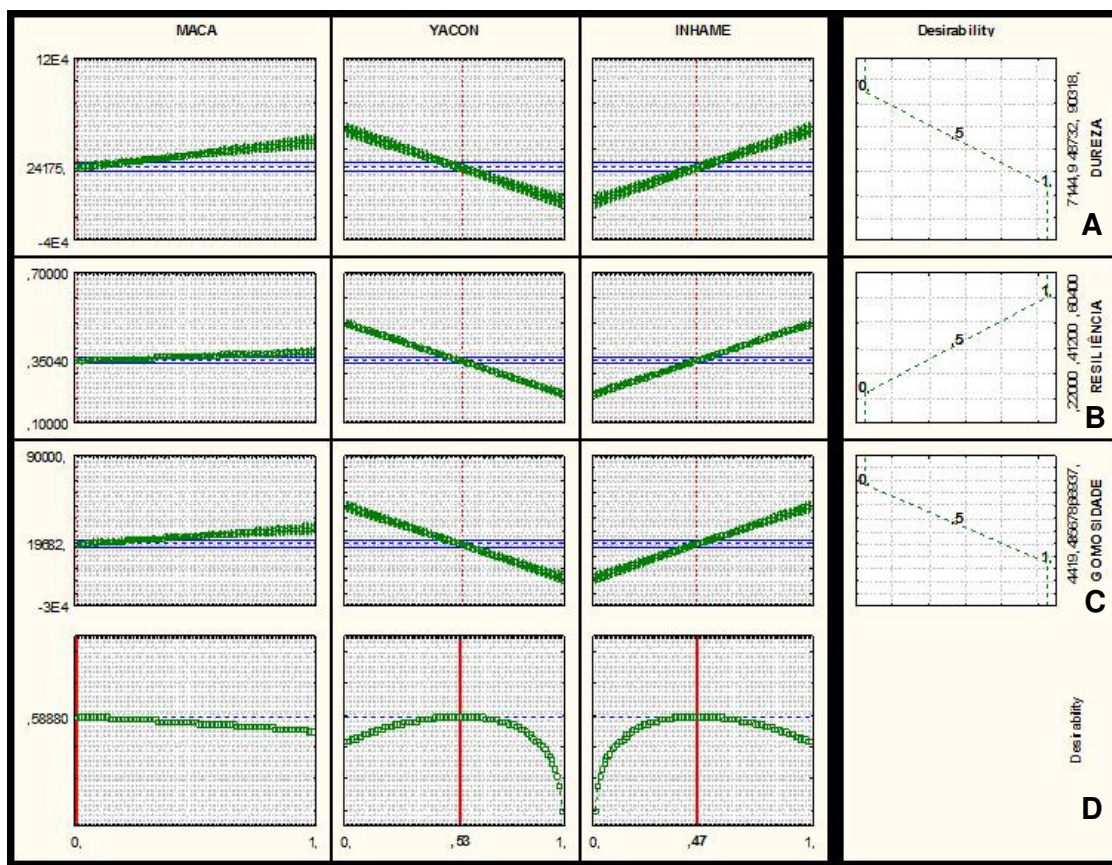 MACA YACON INHAME Desirability
12E4
24175,
-4E4
0,
,5
1,
7144,9 48732, 90318,
DUREZA
A
,70000
,35040
,10000
1,
,5
0,
,22000 ,41200 ,60400
RESILIÊNCIA
B
90000,
19682,
-3E4
0,
,5
1,
GOMOSIDADE
C
,58880
Desirability
D
0, 1, 0, ,53 1, 0, ,47 1,